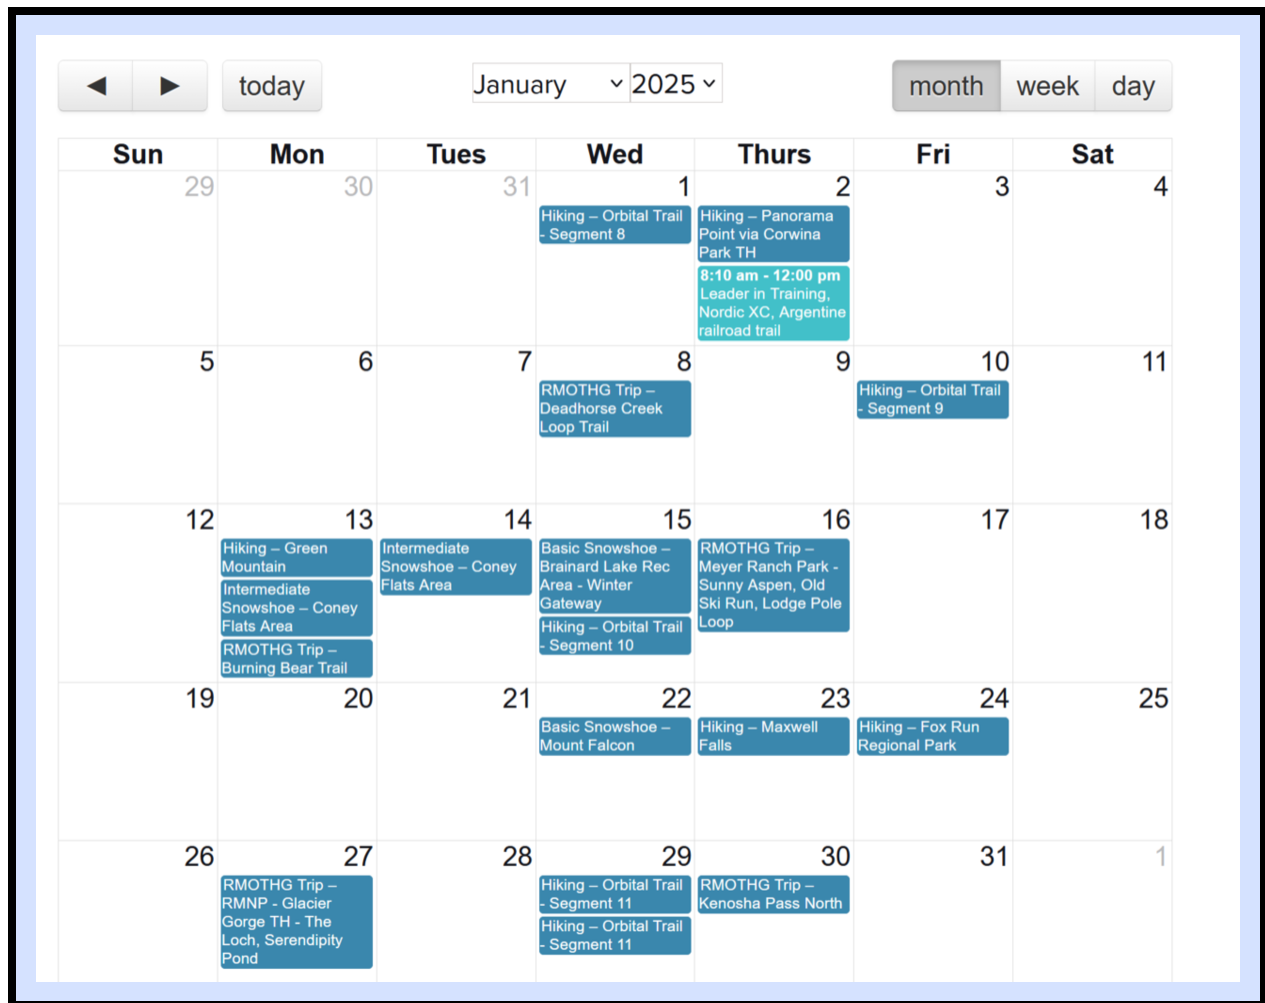 ◀ ▶ today January 2025 month week day
Sun Mon Tues Wed Thurs Fri Sat
29 30 31 1 2 3 4
Hiking – Orbital Trail
- Segment 8
Hiking – Panorama
Point via Corwina
Park TH
8:10 am - 12:00 pm
Leader in Training,
Nordic XC, Argentine
railroad trail
5 6 7 8 9 10 11
RMOTHG Trip –
Deadhorse Creek
Loop Trail
Hiking – Orbital Trail
- Segment 9
12 13 14 15 16 17 18
Hiking – Green
Mountain
Intermediate
Snowshoe – Coney
Flats Area
RMOTHG Trip –
Burning Bear Trail
Intermediate
Snowshoe – Coney
Flats Area
Basic Snowshoe –
Brainard Lake Rec
Area - Winter
Gateway
Hiking – Orbital Trail
- Segment 10
RMOTHG Trip –
Meyer Ranch Park -
Sunny Aspen, Old
Ski Run, Lodge Pole
Loop
19 20 21 22 23 24 25
Basic Snowshoe –
Mount Falcon
Hiking – Maxwell
Falls
Hiking – Fox Run
Regional Park
26 27 28 29 30 31 1
RMOTHG Trip –
RMNP - Glacier
Gorge TH - The
Loch, Serendipity
Pond
Hiking – Orbital Trail
- Segment 11
Hiking – Orbital Trail
- Segment 11
RMOTHG Trip –
Kenosha Pass North